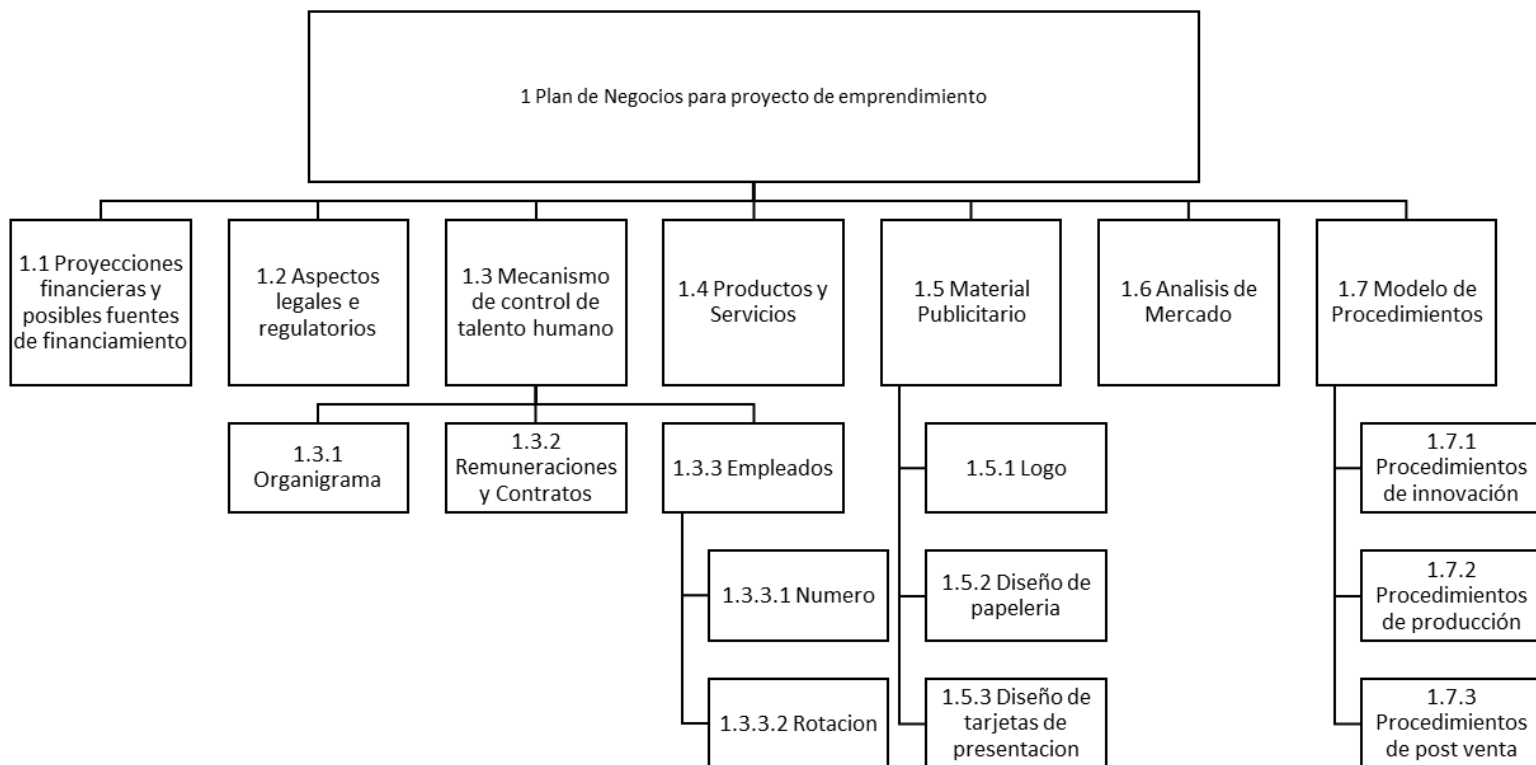 1 Plan de Negocios para proyecto de emprendimiento
1.1 Proyecciones
financieras y
posibles fuentes
de financiamiento
1.2 Aspectos
legales e
regulatorios
1.3 Mecanismo
de control de
talento humano
1.4 Productos y
Servicios
1.5 Material
Publicitario
1.6 Analisis de
Mercado
1.7 Modelo de
Procedimientos
1.3.1
Organigrama
1.3.2
Remuneraciones
y Contratos
1.3.3 Empleados
1.3.3.1 Numero
1.3.3.2 Rotacion
1.5.1 Logo
1.5.2 Diseño de
papeleria
1.5.3 Diseño de
tarjetas de
presentacion
1.7.1
Procedimientos
de innovación
1.7.2
Procedimientos
de producción
1.7.3
Procedimientos
de post venta